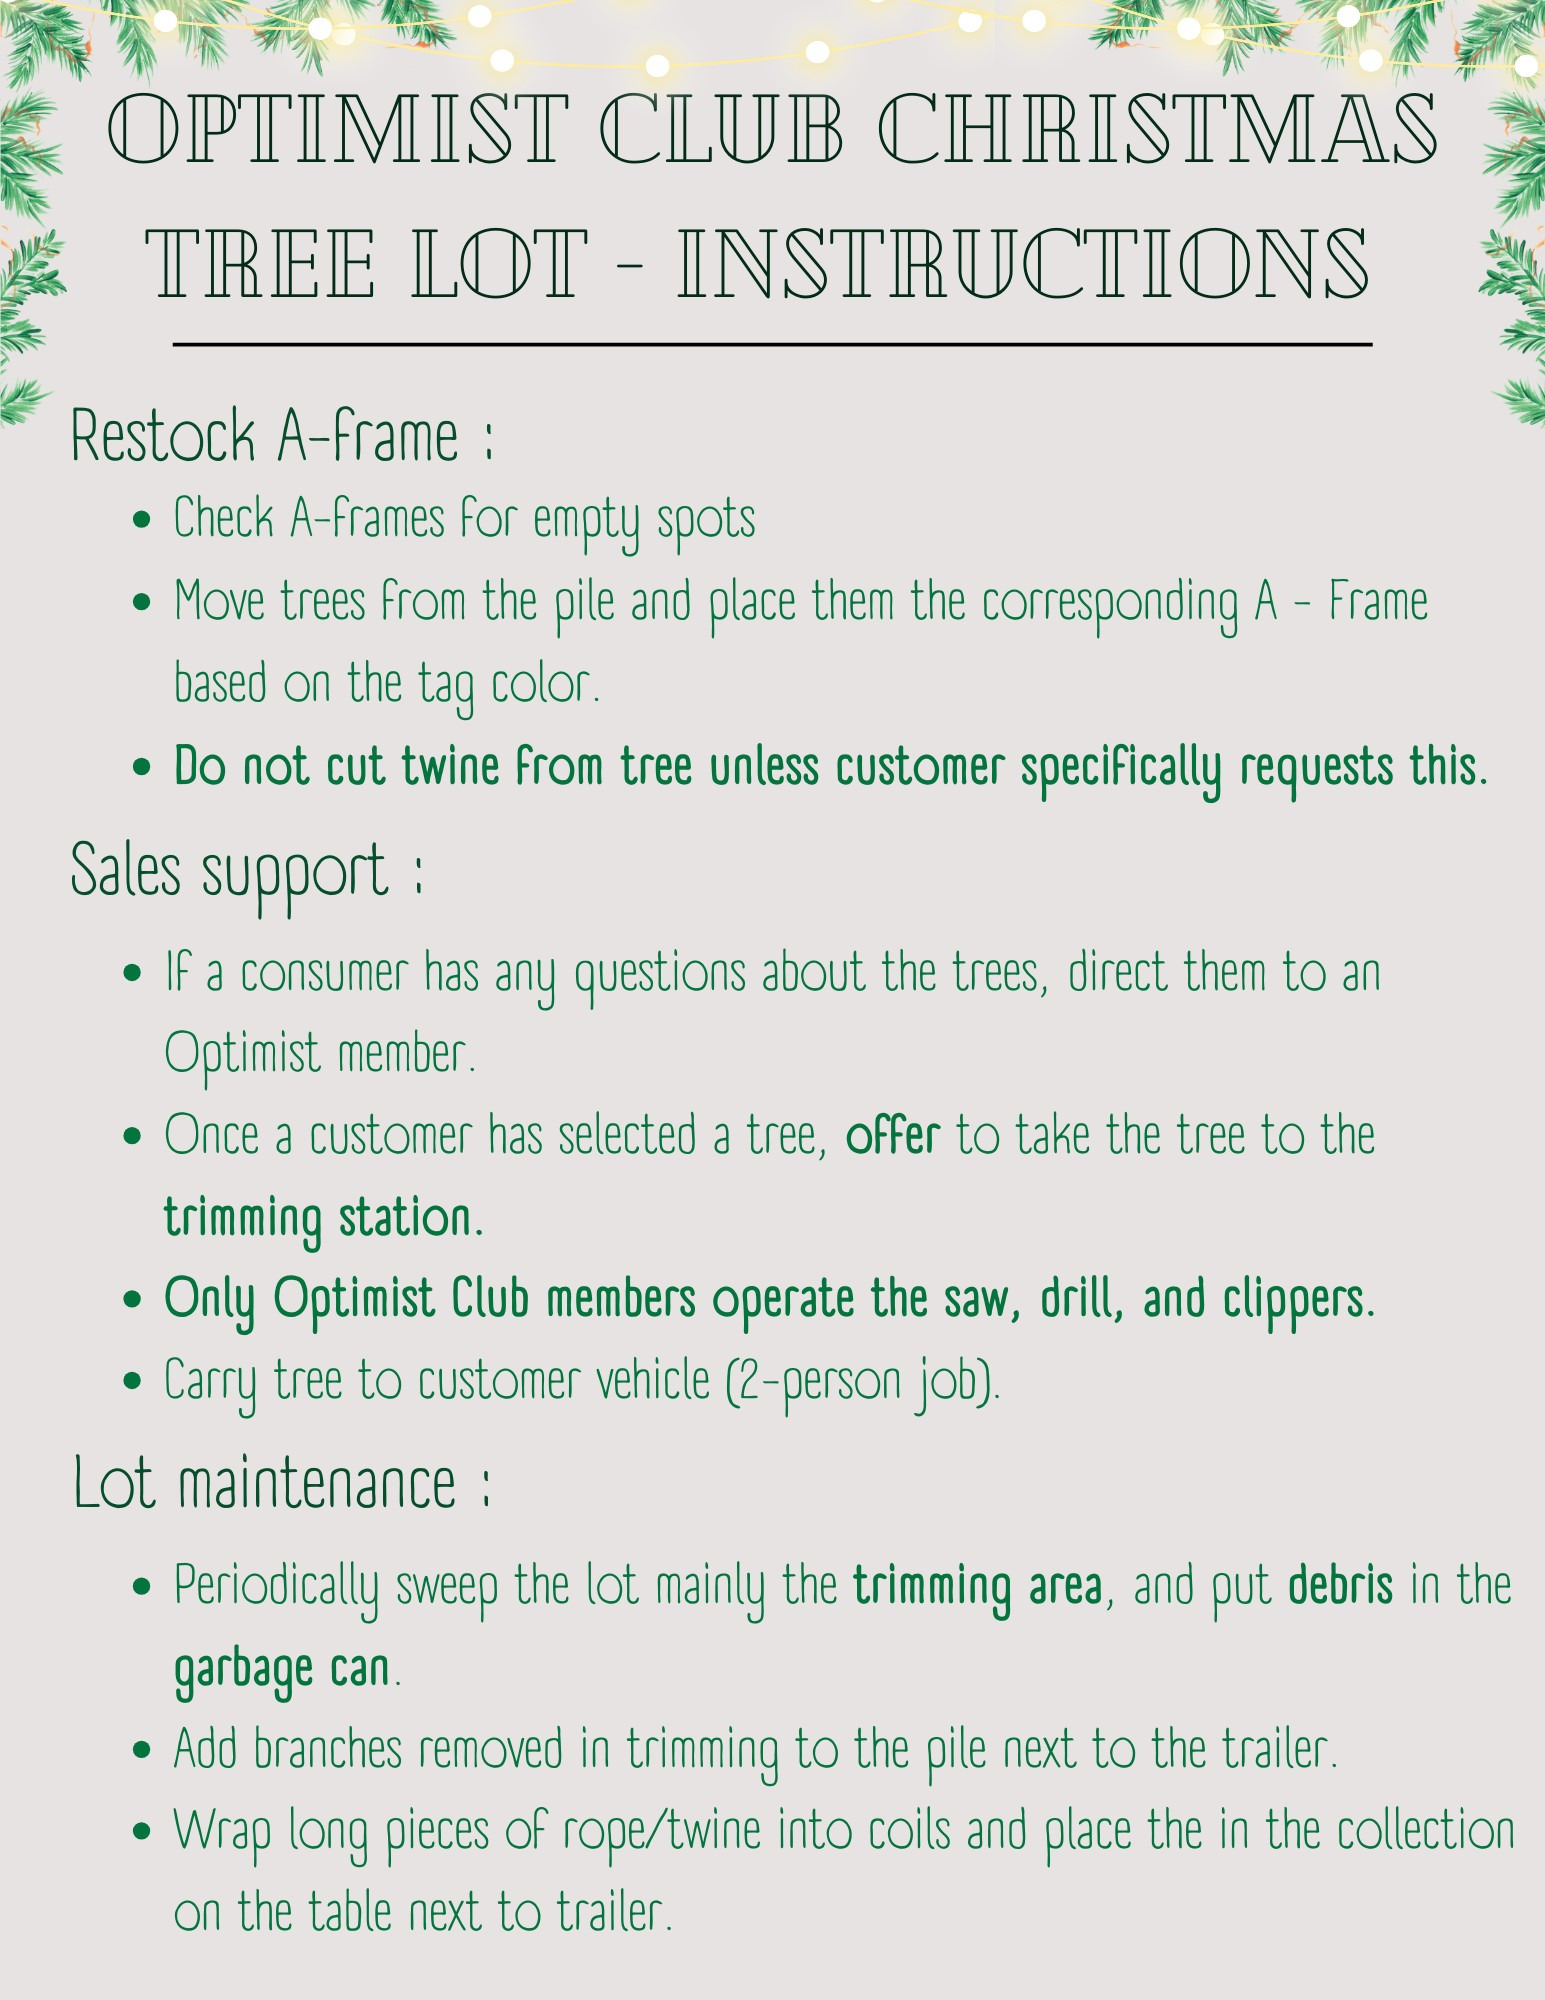 OPTIMIST CLUB CHRISTMAS
TREE LOT - INSTRUCTIONS
Restock A-frame :
• Check A-frames for empty spots
• Move trees from the pile and place them the corresponding A - Frame
based on the tag color.
• Do not cut twine from tree unless customer specifically requests this.
Sales support :
• If a consumer has any questions about the trees, direct them to an
Optimist member.
• Once a customer has selected a tree, offer to take the tree to the
trimming station.
• Only Optimist Club members operate the saw, drill, and clippers.
• Carry tree to customer vehicle (2-person job).
Lot maintenance :
• Periodically sweep the lot mainly the trimming area, and put debris in the
garbage can.
• Add branches removed in trimming to the pile next to the trailer.
• Wrap long pieces of rope/twine into coils and place the in the collection
on the table next to trailer.